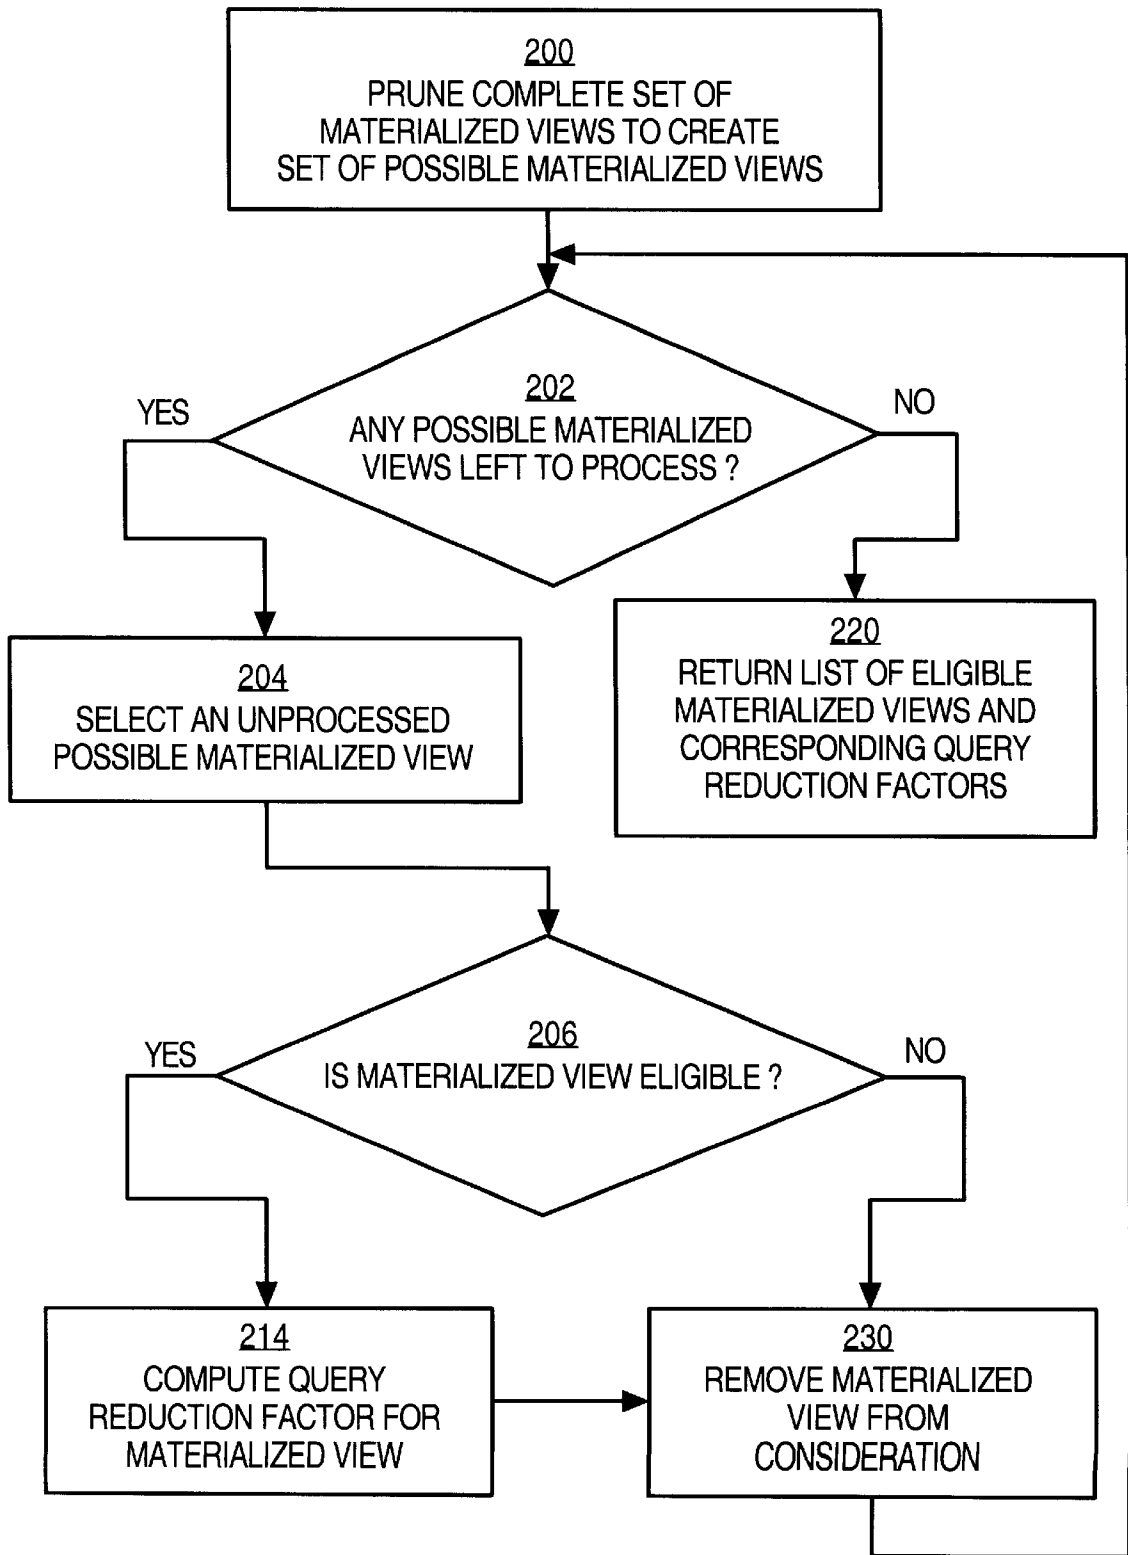 200
PRUNE COMPLETE SET OF
MATERIALIZED VIEWS TO CREATE
SET OF POSSIBLE MATERIALIZED VIEWS
202
ANY POSSIBLE MATERIALIZED
VIEWS LEFT TO PROCESS ?
YES
NO
204
SELECT AN UNPROCESSED
POSSIBLE MATERIALIZED VIEW
220
RETURN LIST OF ELIGIBLE
MATERIALIZED VIEWS AND
CORRESPONDING QUERY
REDUCTION FACTORS
206
IS MATERIALIZED VIEW ELIGIBLE ?
YES
NO
214
COMPUTE QUERY
REDUCTION FACTOR FOR
MATERIALIZED VIEW
230
REMOVE MATERIALIZED
VIEW FROM
CONSIDERATION